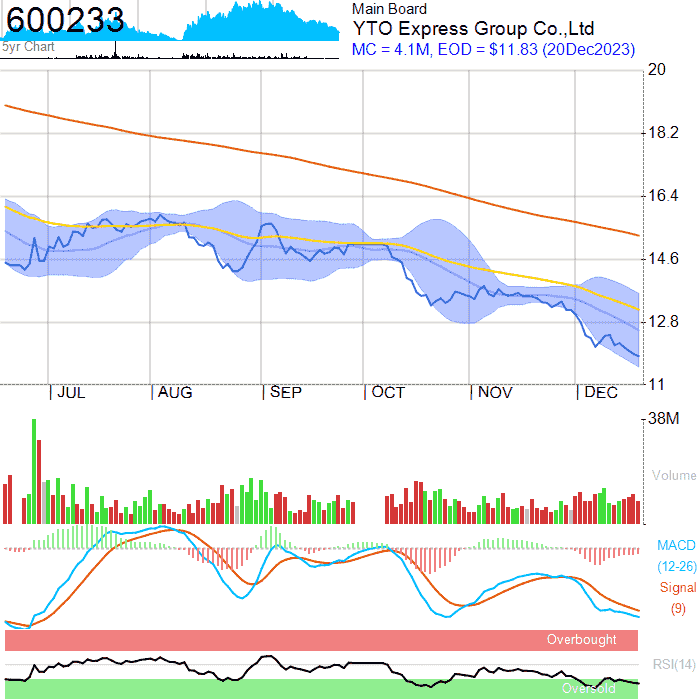 600233
5yr Chart
Main Board
YTO Express Group Co.,Ltd
MC = 4.1M, EOD = $11.83 (20Dec2023)
20
18.2
16.4
14.6
12.8
11
JUL AUG SEP OCT NOV DEC
38M
Volume
MACD
(12-26)
Signal
(9)
Overbought
RSI(14)
Oversold